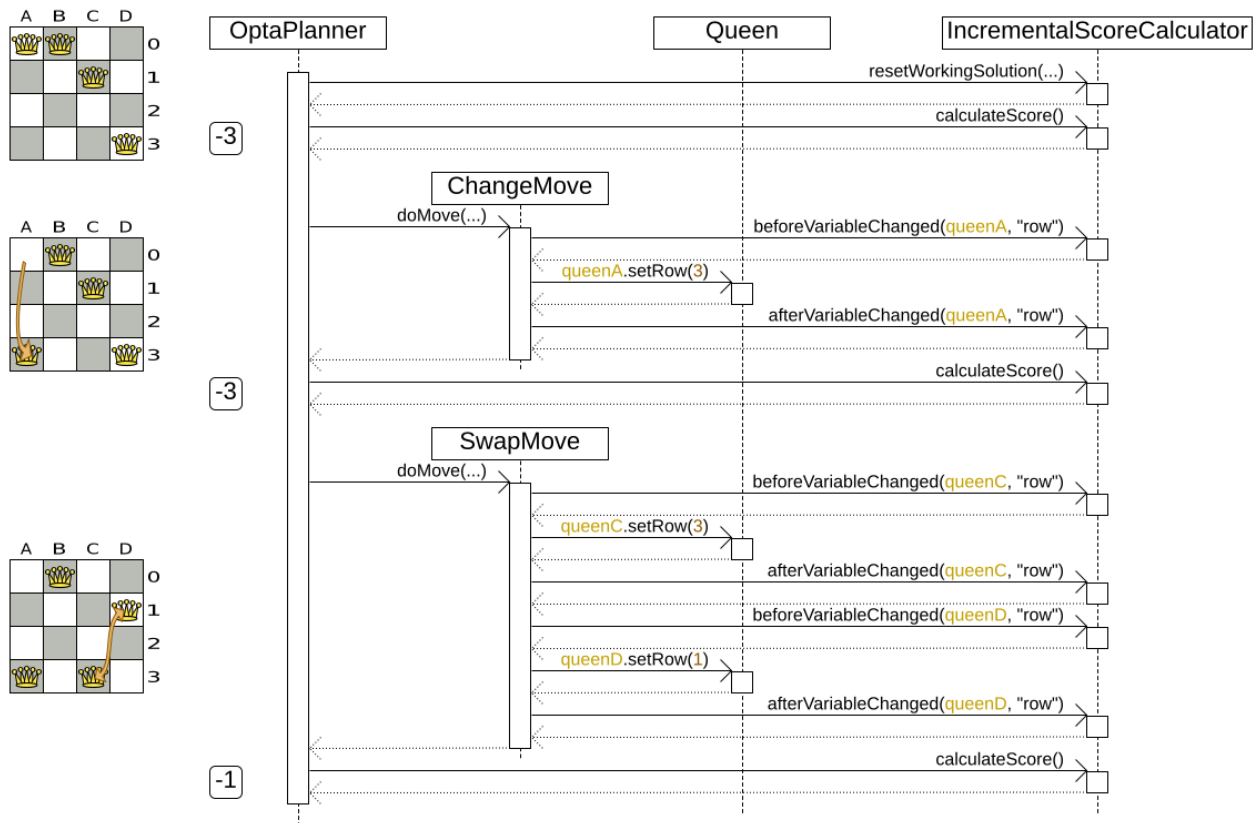 A B C D
OptaPlanner Queen IncrementalScoreCalculator
0
resetWorkingSolution(...)
1
2
calculateScore()
-3
3
ChangeMove
A B C D
doMove(...)
beforeVariableChanged(queenA, "row")
0
queenA.setRow(3)
1
afterVariableChanged(queenA, "row")
2
3
calculateScore()
-3
SwapMove
doMove(...)
beforeVariableChanged(queenC, "row")
queenC.setRow(3)
A B C D
afterVariableChanged(queenC, "row")
0
beforeVariableChanged(queenD, "row")
1
2
queenD.setRow(1)
3
afterVariableChanged(queenD, "row")
calculateScore()
-1